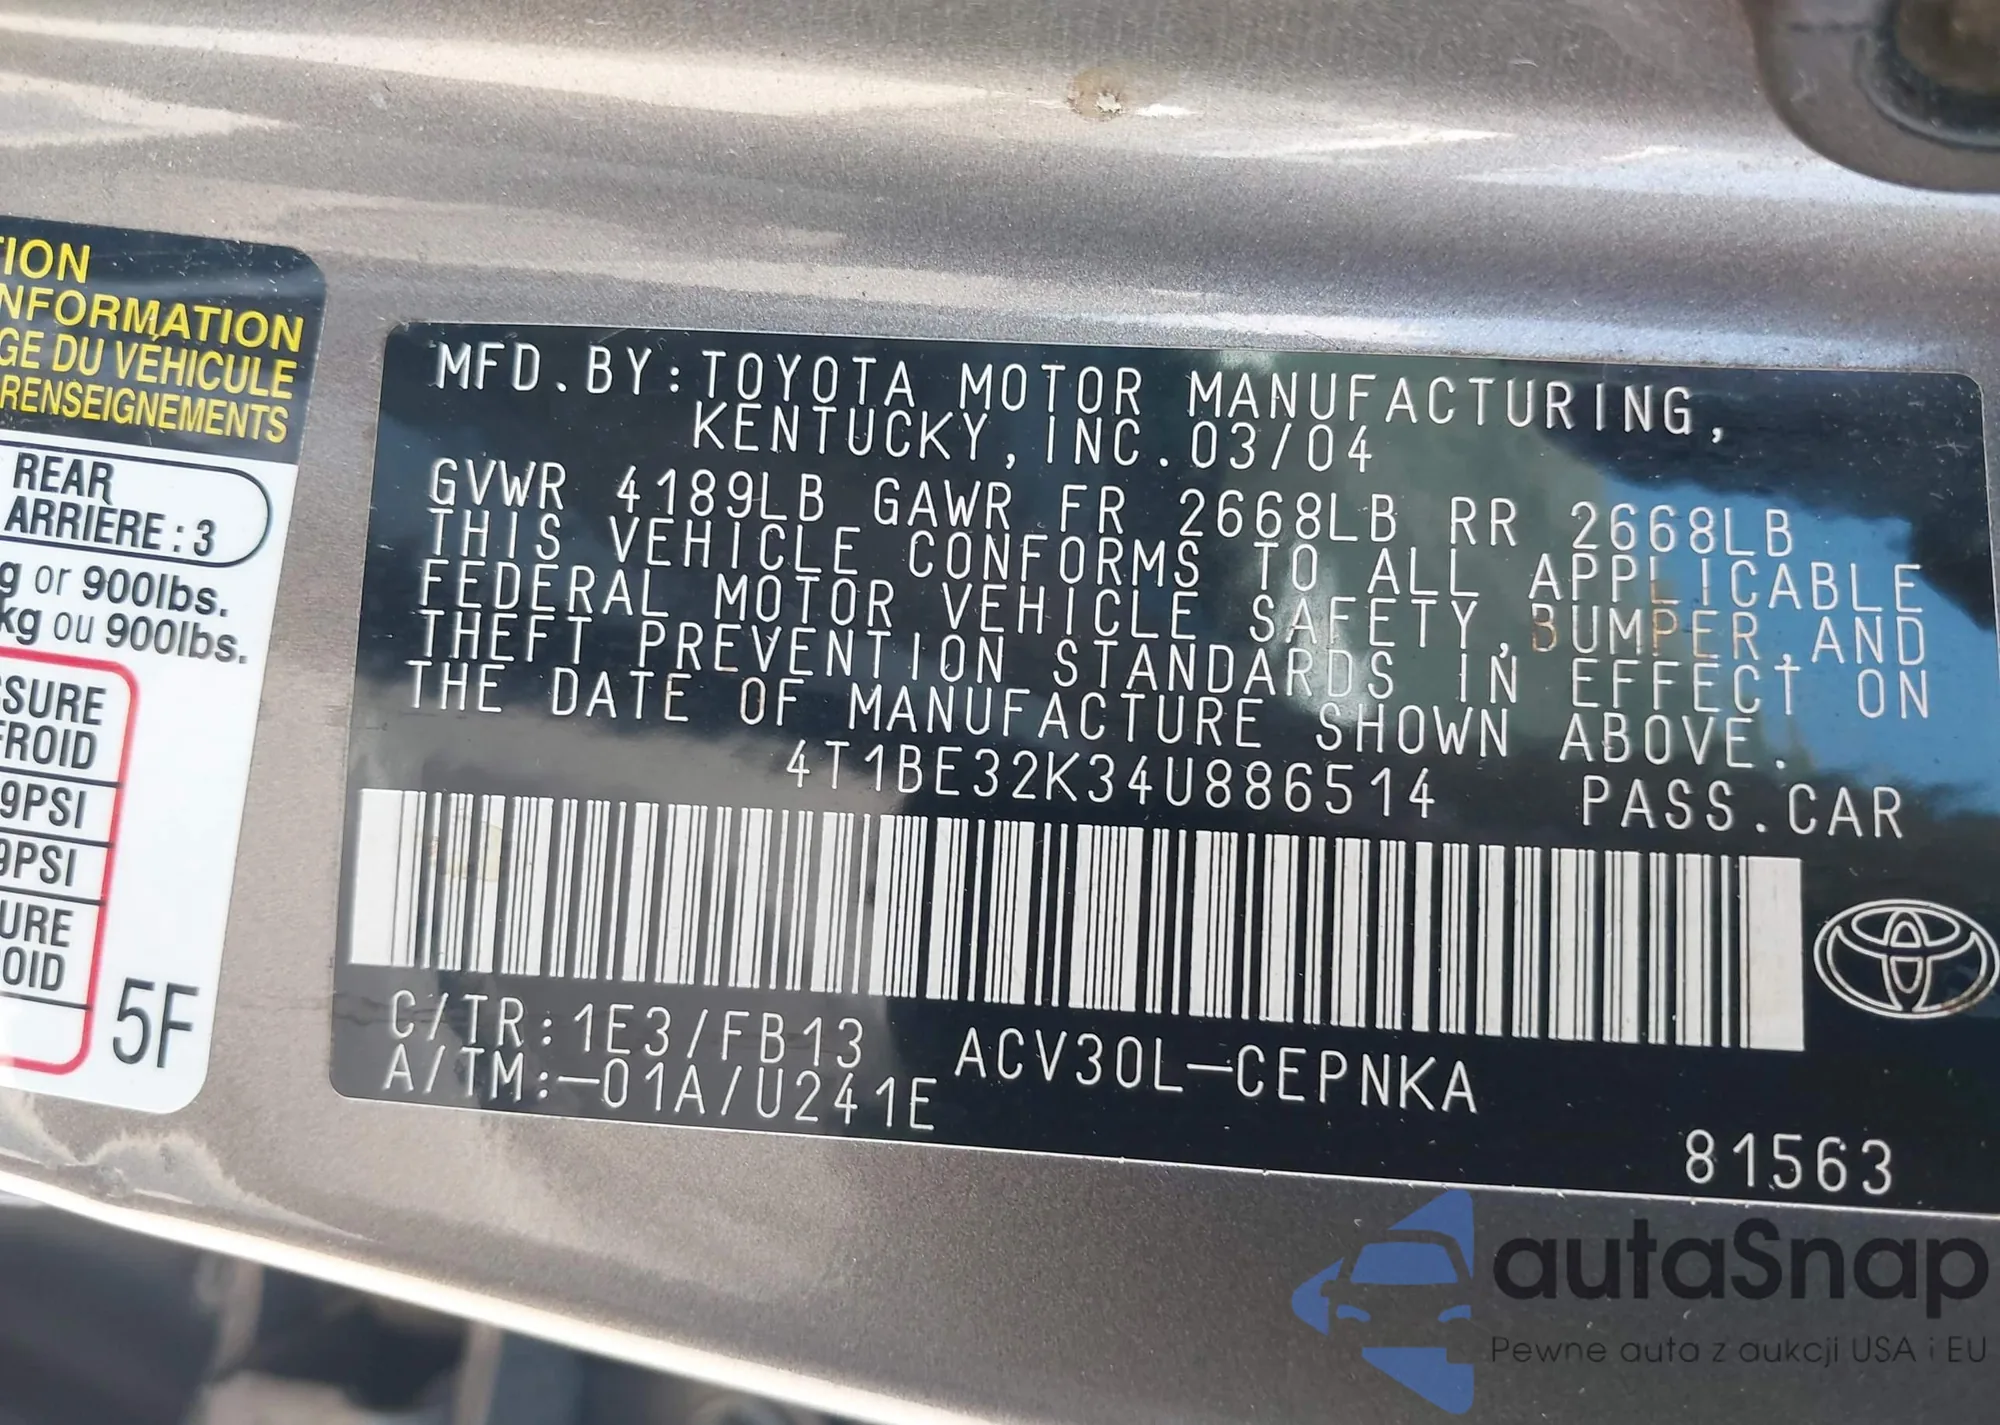 TION
NFORMATION
GE DU VÉHICULE
RENSEIGNEMENTS
REAR
ARRIÈRE : 3
g or 900lbs.
kg ou 900lbs.
SSURE
FROID
9PSI
9PSI
URE
OID
5F
MFD.BY:TOYOTA MOTOR MANUFACTURING,
KENTUCKY, INC.03/04
GVWR 4189LB GAWR FR 2668LB RR 2668LB
THIS VEHICLE CONFORMS TO ALL APPLICABLE
FEDERAL MOTOR VEHICLE SAFETY,BUMPER,AND
THEFT PREVENTION STANDARDS IN EFFECT ON
THE DATE OF MANUFACTURE SHOWN ABOVE.
4T1BE32K34U886514 PASS.CAR
C/TR:1E3/FB13 ACV30L-CEPNKA
A/TM:-01A/U241E
81563
autaSnap
Pewne auta z aukcji USA i EU